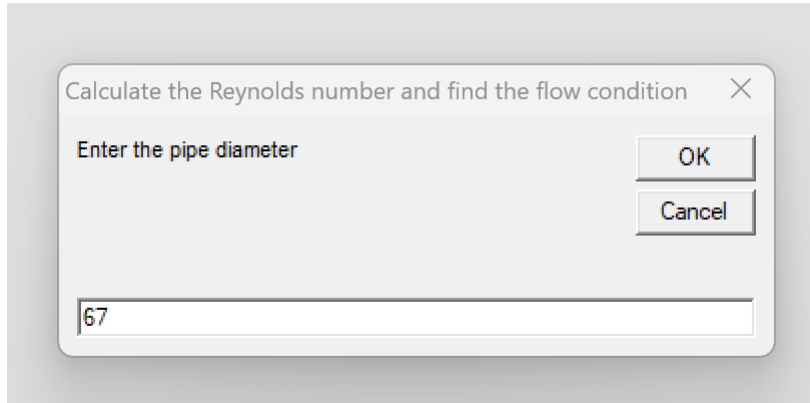 Calculate the Reynolds number and find the flow condition
Enter the pipe diameter
OK
Cancel
67